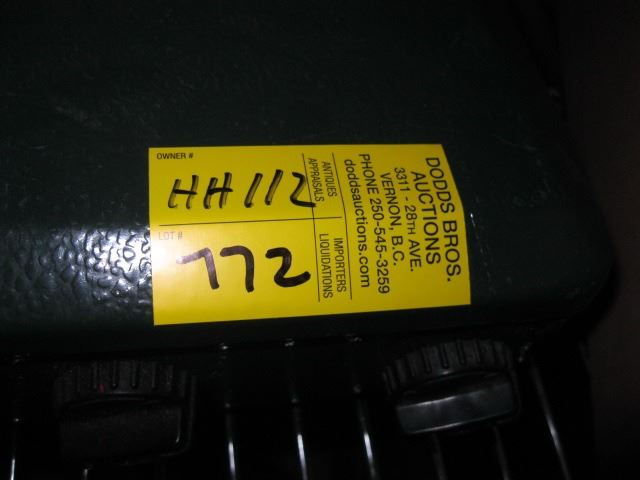 OWNER #
HH112
LOT #
772
ANTIQUES
APPRAISALS
IMPORTERS
LIQUIDATIONS
DODDS BROS.
AUCTIONS
3311 - 28TH AVE.
VERNON, B.C.
PHONE 250-545-3259
doddsauctions.com